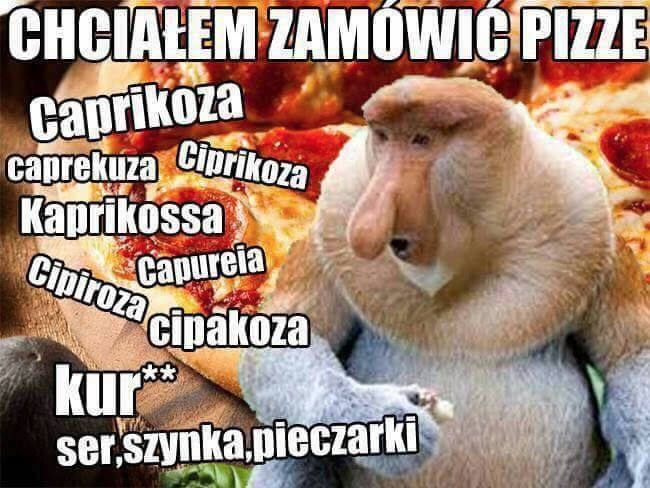 CHCIAŁEM ZAMÓWIĆ PIZZE
Caprikoza
caprekuza Ciprikoza
Kaprikossa
Capureia
Cipiroza
cipakoza
kur**
ser,szynka,pieczarki